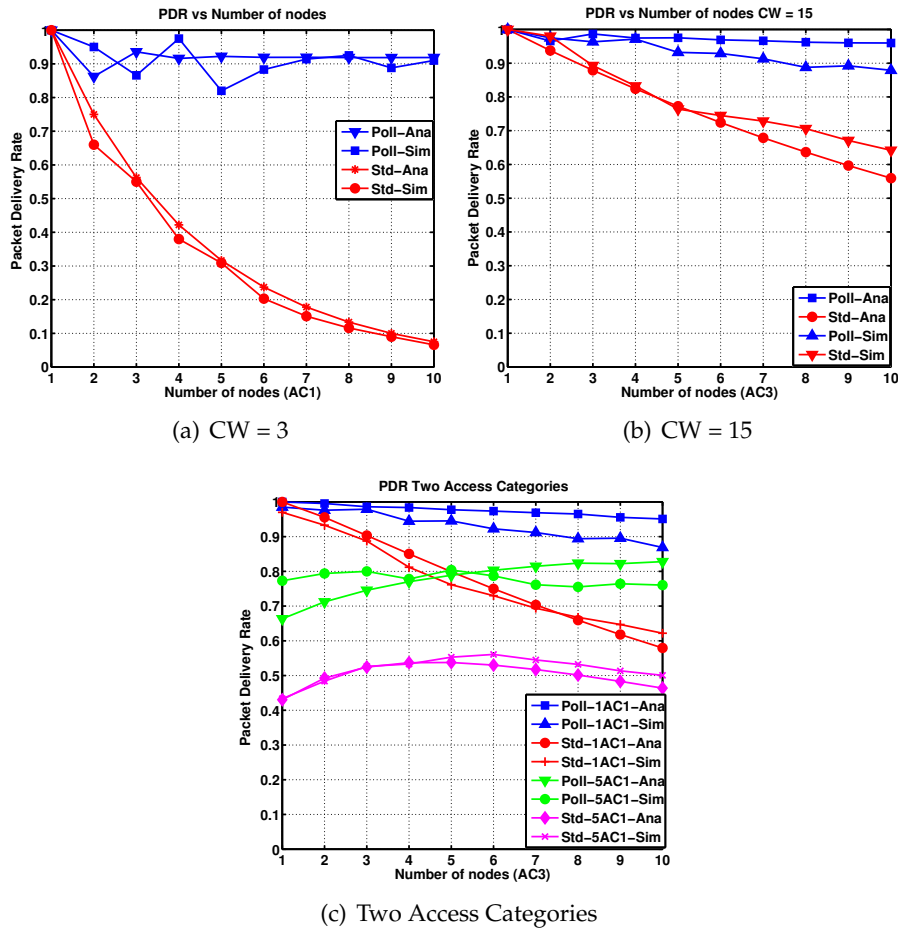 PDR vs Number of nodes
1
0.9
0.8
0.7
0.6
0.5
0.4
0.3
0.2
0.1
0
Packet Delivery Rate
Poll-Ana
Poll-Sim
Std-Ana
Std-Sim
1 2 3 4 5 6 7 8 9 10
Number of nodes (AC1)
(a) CW = 3
PDR vs Number of nodes CW = 15
1
0.9
0.8
0.7
0.6
0.5
0.4
0.3
0.2
0.1
0
Packet Delivery Rate
Poll-Ana
Std-Ana
Poll-Sim
Std-Sim
1 2 3 4 5 6 7 8 9 10
Number of nodes (AC3)
(b) CW = 15
PDR Two Access Categories
1
0.9
0.8
0.7
0.6
0.5
0.4
0.3
0.2
0.1
0
Packet Delivery Rate
Poll-1AC1-Ana
Poll-1AC1-Sim
Std-1AC1-Ana
Std-1AC1-Sim
Poll-5AC1-Ana
Poll-5AC1-Sim
Std-5AC1-Ana
Std-5AC1-Sim
1 2 3 4 5 6 7 8 9 10
Number of nodes (AC3)
(c) Two Access Categories